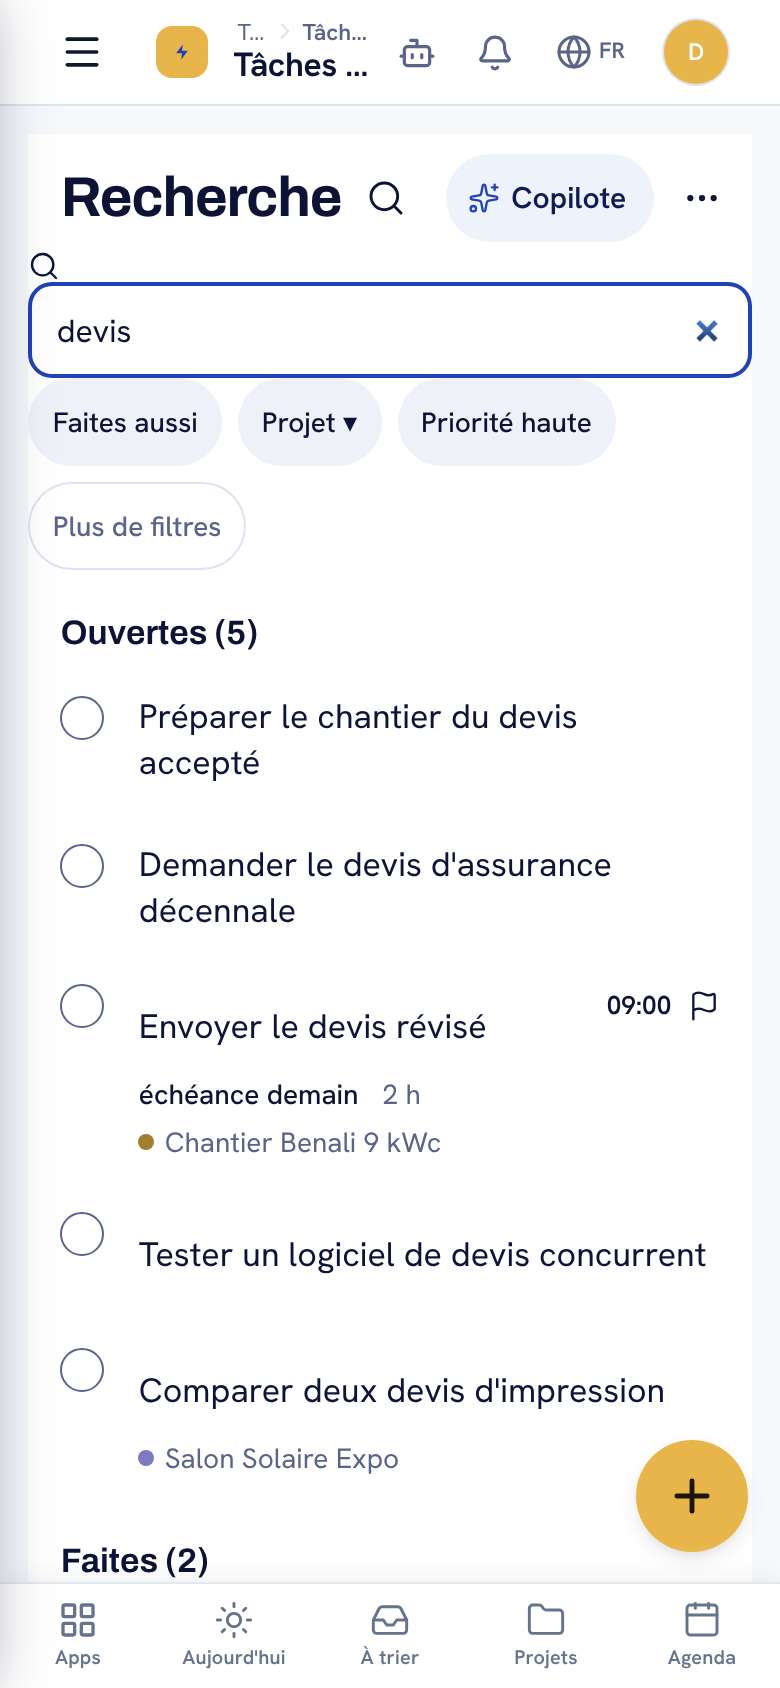 T... > Tâch...
Tâches ...
FR
D
Recherche
Copilote
devis
Faites aussi
Projet ▾
Priorité haute
Plus de filtres
Ouvertes (5)
Préparer le chantier du devis
accepté
Demander le devis d'assurance
décennale
09:00
Envoyer le devis révisé
échéance demain 2 h
Chantier Benali 9 kWc
Tester un logiciel de devis concurrent
Comparer deux devis d'impression
Salon Solaire Expo
Faites (2)
Apps
Aujourd'hui
À trier
Projets
Agenda